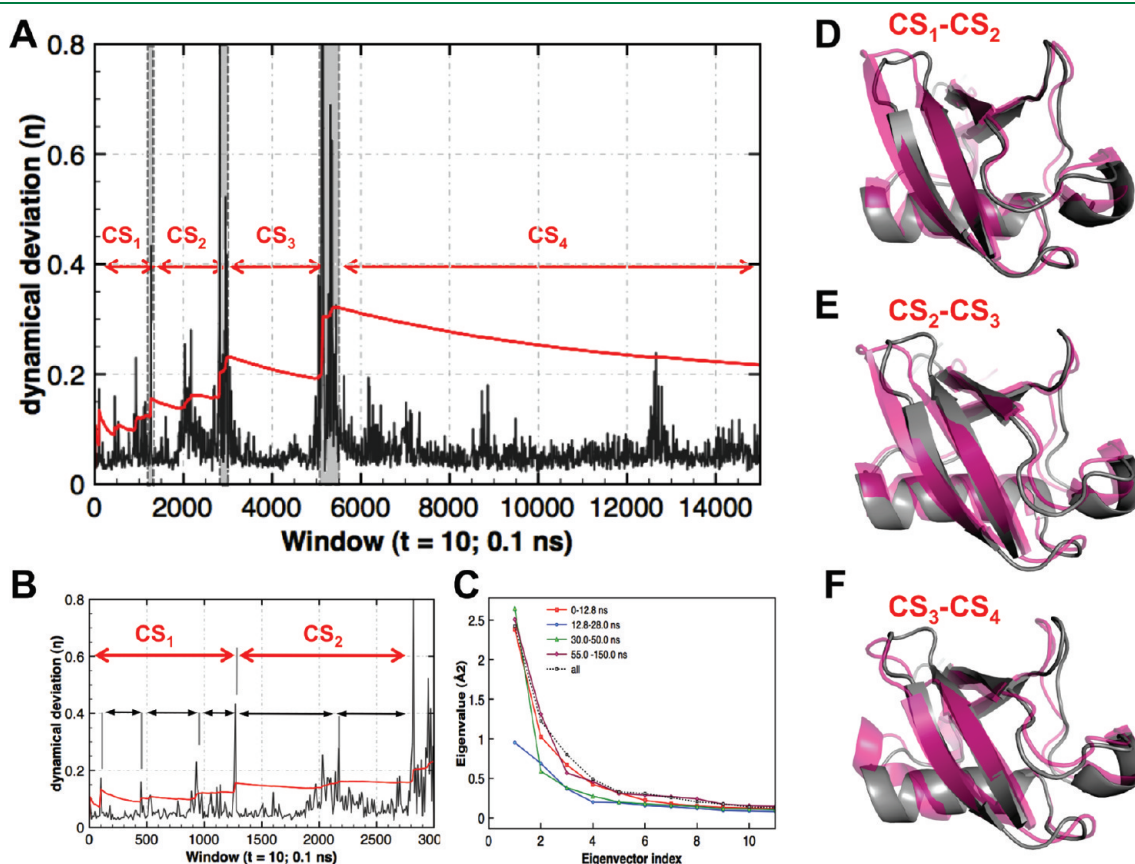 A
0.8
0.6
0.4
0.2
0
dynamical deviation (η)
CS1
CS2
CS3
CS4
0 2000 4000 6000 8000 10000 12000 14000
Window (t = 10; 0.1 ns)
B
0.8
0.6
0.4
0.2
0
dynamical deviation (η)
CS1
CS2
0 500 1000 1500 2000 2500 3000
Window (t = 10; 0.1 ns)
C
2.5
2
1.5
1
0.5
0
Eigenvalue (Å2)
0-12.8 ns
12.8-28.0 ns
30.0-50.0 ns
55.0 -150.0 ns
all
0 2 4 6 8 10
Eigenvector index
D
CS1-CS2
E
CS2-CS3
F
CS3-CS4